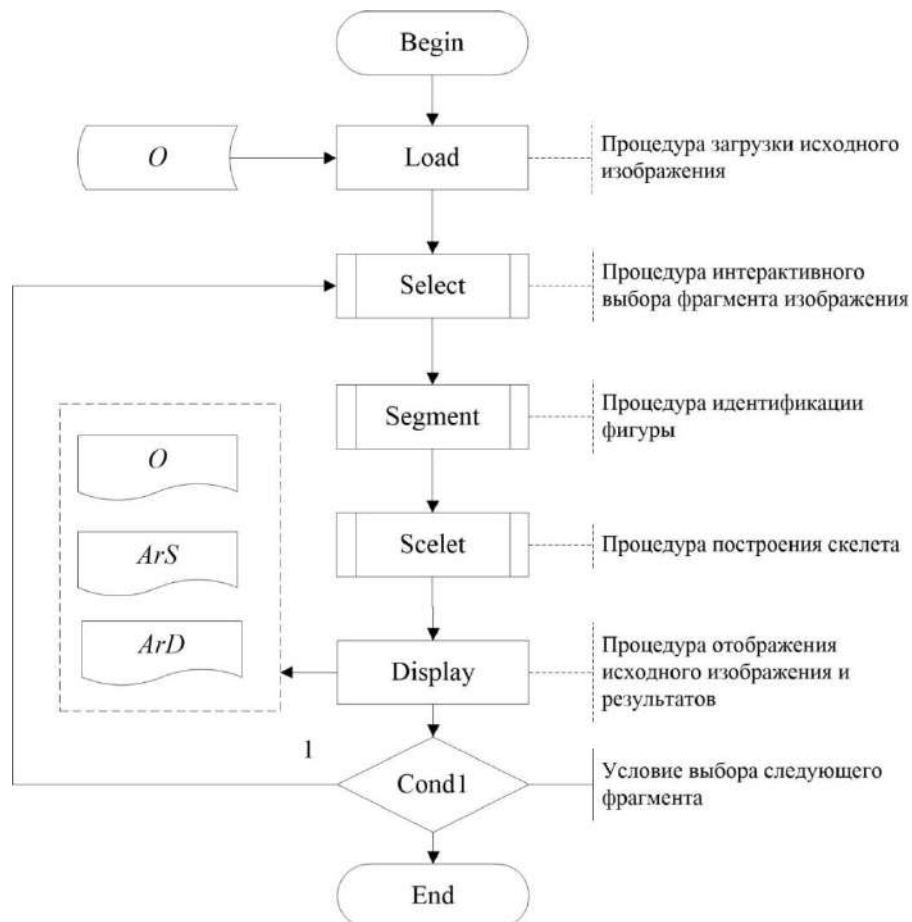 Begin
O
Load
Процедура загрузки исходного
изображения
Select
Процедура интерактивного
выбора фрагмента изображения
Segment
Процедура идентификации
фигуры
O
Scelet
Процедура построения скелета
ArS
ArD
Display
Процедура отображения
исходного изображения и
результатов
1
Cond1
Условие выбора следующего
фрагмента
End